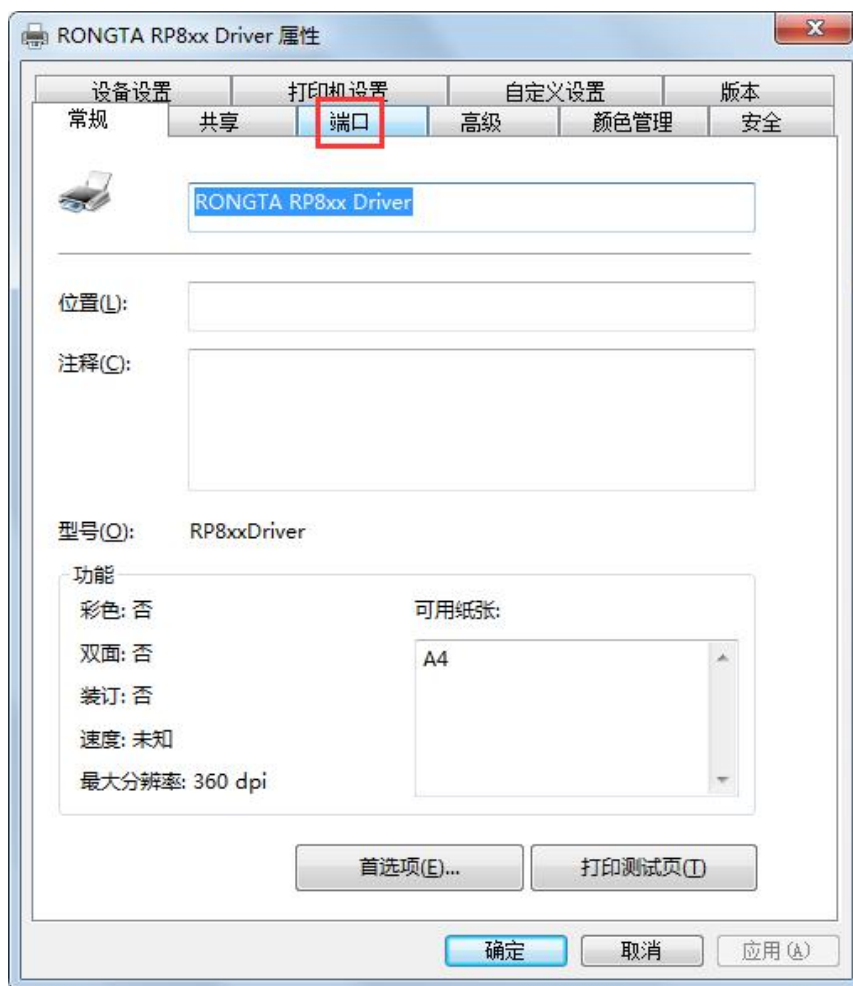 RONGTA RP8xx Driver 属性
设备设置 打印机设置 自定义设置 版本
常规 共享 端口 高级 颜色管理 安全
RONGTA RP8xx Driver
位置(L):
注释(C):
型号(O): RP8xxDriver
功能
彩色: 否 可用纸张:
双面: 否 A4
装订: 否
速度: 未知
最大分辨率: 360 dpi
首选项(E)... 打印测试页(T)
确定 取消 应用(A)